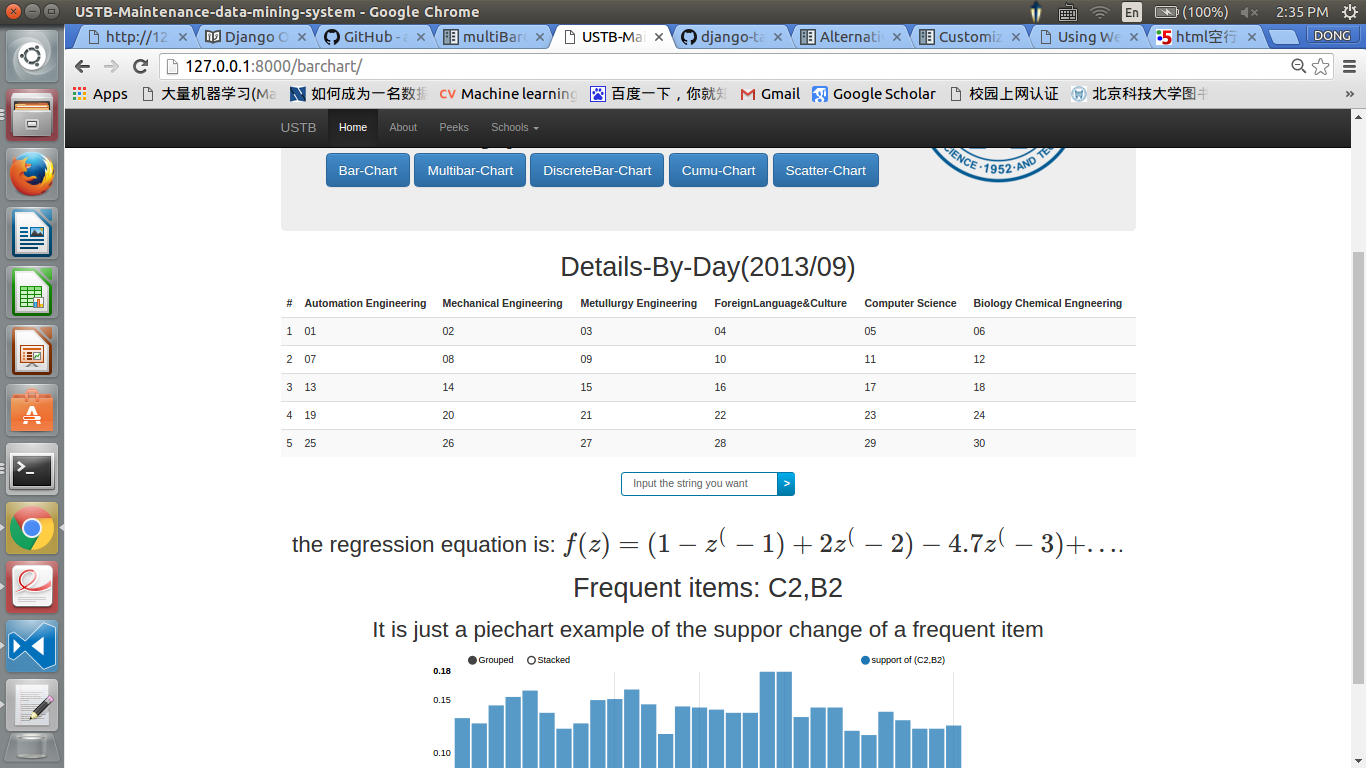 USTB-Maintenance-data-mining-system - Google Chrome En (100%) 2:35 PM
http://12 Django O GitHub - a multiBarC USTB-Mai django-ta Alternativ Customiz Using We html空行 DONG
127.0.0.1:8000/barchart/
Apps 大量机器学习(Ma 如何成为一名数据 CV Machine learning 百度一下，你就知 Gmail Google Scholar 校园上网认证 北京科技大学图书 »
USTB Home About Peeks Schools
CIENCE · 1952 · AND TE
Bar-Chart Multibar-Chart DiscreteBar-Chart Cumu-Chart Scatter-Chart
Details-By-Day(2013/09)
# Automation Engineering Mechanical Engineering Metullurgy Engineering ForeignLanguage&Culture Computer Science Biology Chemical Engneering
1 01 02 03 04 05 06
2 07 08 09 10 11 12
3 13 14 15 16 17 18
4 19 20 21 22 23 24
5 25 26 27 28 29 30
Input the string you want >
the regression equation is: f(z) = (1 − z⁽ − 1) + 2z⁽ − 2) − 4.7z⁽ − 3)+.....
Frequent items: C2,B2
It is just a piechart example of the suppor change of a frequent item
Grouped Stacked support of (C2,B2)
0.18
0.15
0.10